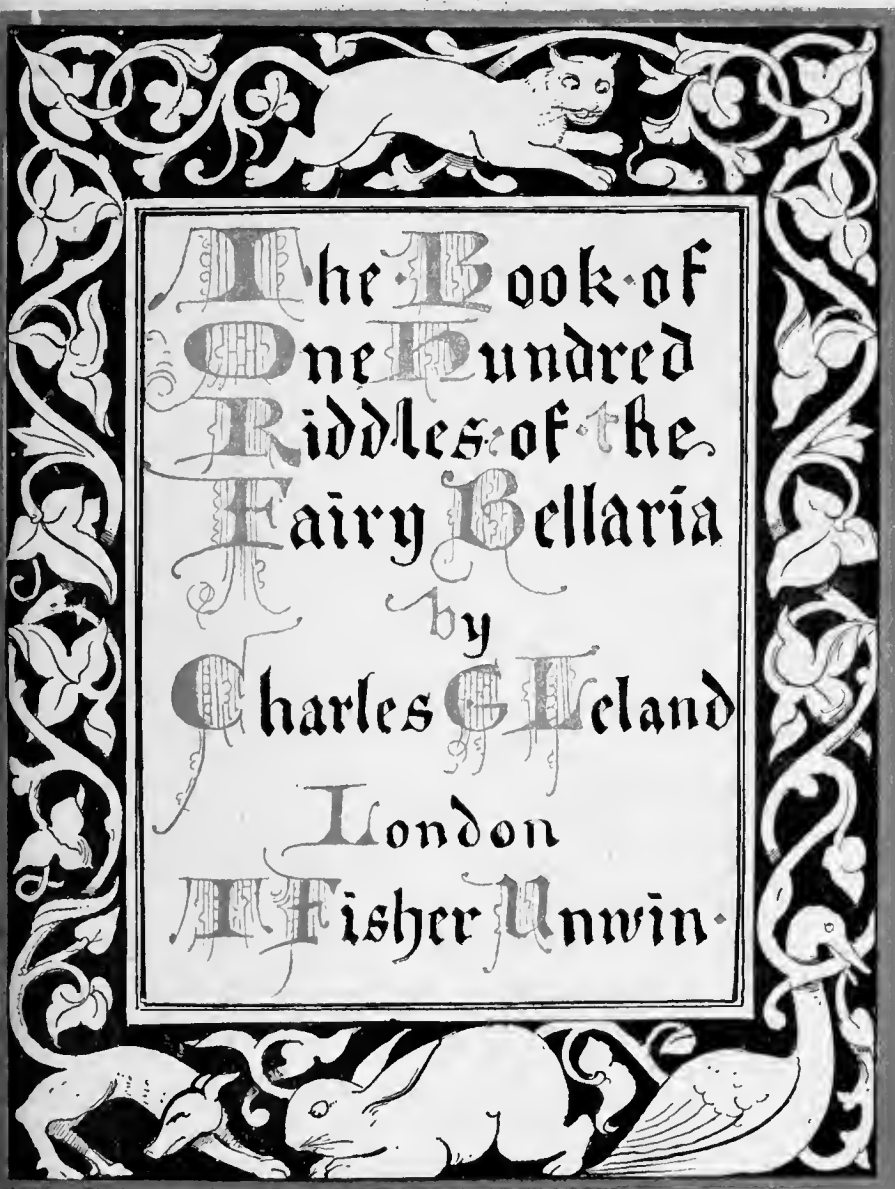 The · Book · of
One Hundred
Riddles · of · the
Fairy Bellaria
by
Charles G Leland
London
T Fisher Unwin ·